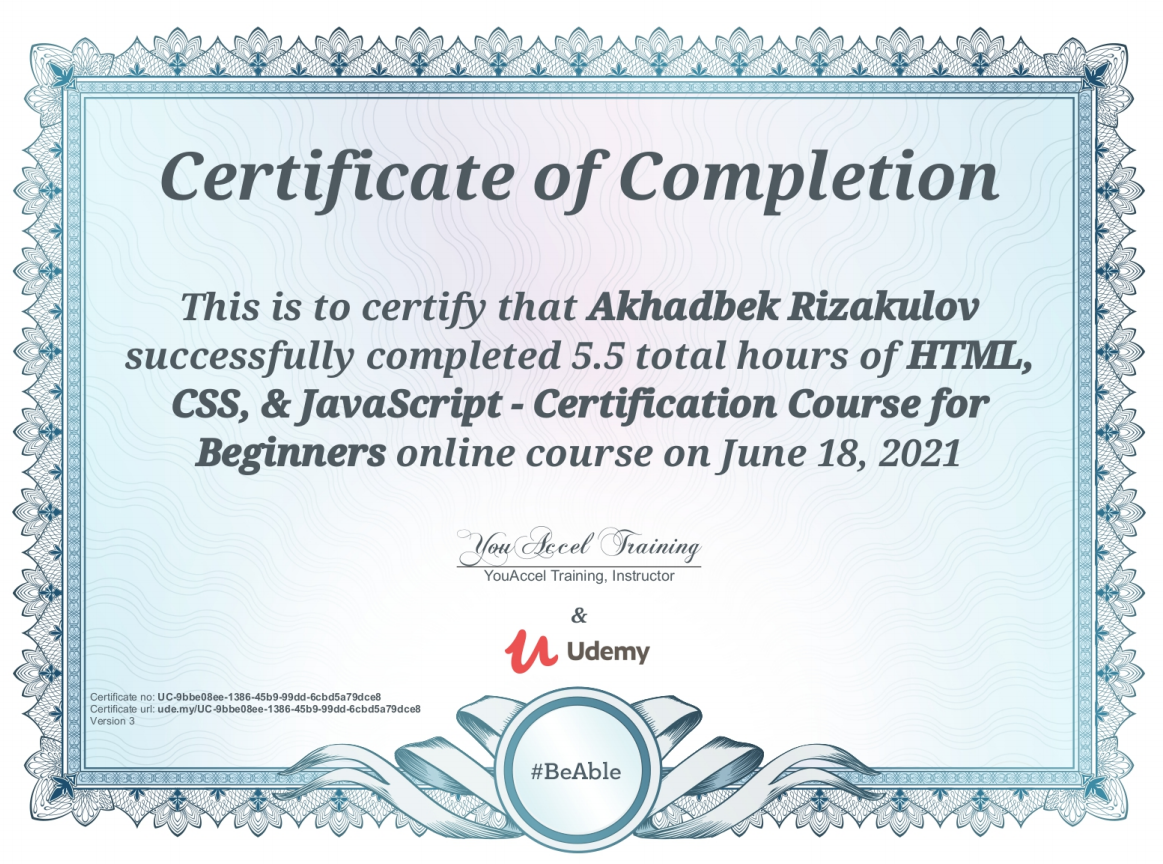 Certificate of Completion
This is to certify that Akhadbek Rizakulov
successfully completed 5.5 total hours of HTML,
CSS, & JavaScript - Certification Course for
Beginners online course on June 18, 2021
YouAccel Training
YouAccel Training, Instructor
&
Udemy
Certificate no: UC-9bbe08ee-1386-45b9-99dd-6cbd5a79dce8
Certificate url: ude.my/UC-9bbe08ee-1386-45b9-99dd-6cbd5a79dce8
Version 3
#BeAble